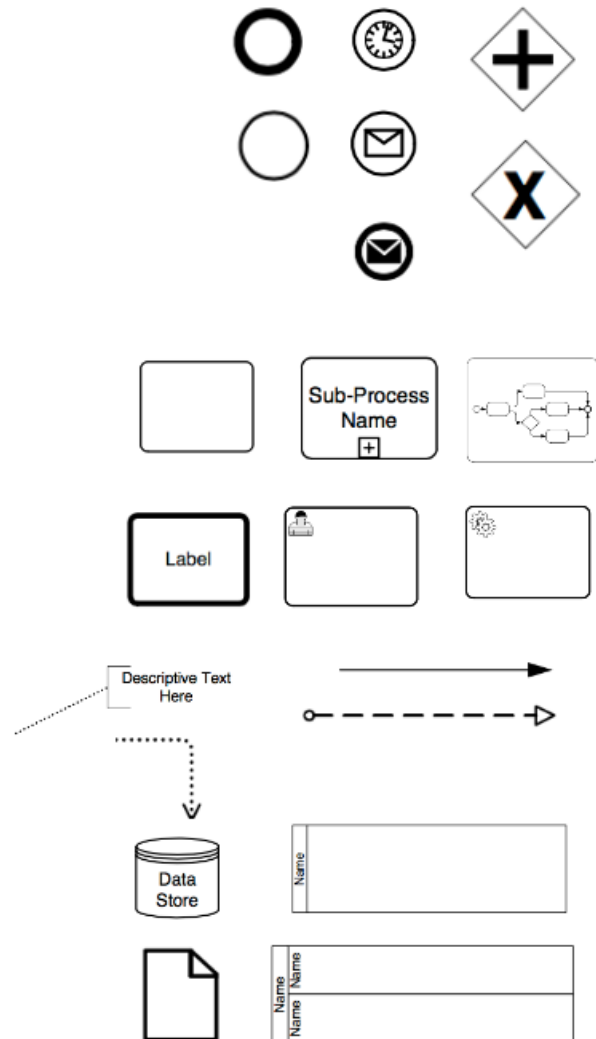 X
Sub-Process
Name
Label
Descriptive Text
Here
Data
Store
Name
Name
Name
Name